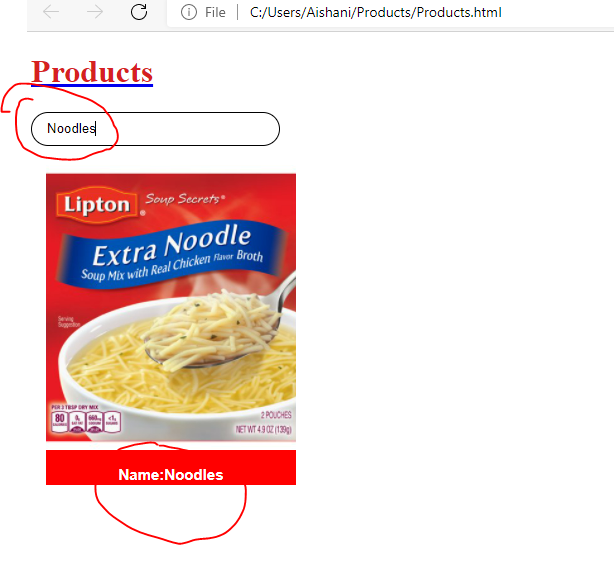 File | C:/Users/Aishani/Products/Products.html
Products
Noodles
Lipton® Soup Secrets®
Extra Noodle
Soup Mix with Real Chicken Flavor Broth
Serving
Suggestion
PER 3 TBSP DRY MIX
80
2 POUCHES
NET WT 4.9 OZ (139g)
Name:Noodles